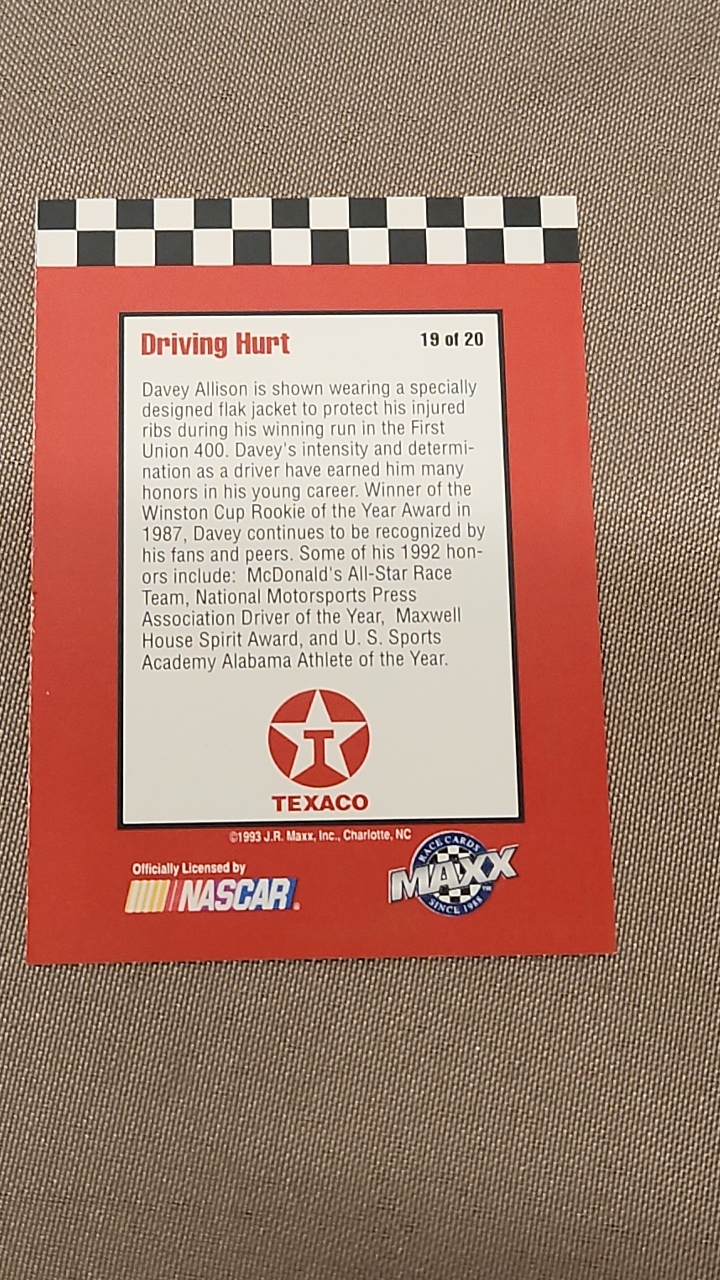 Driving Hurt
19 of 20
Davey Allison is shown wearing a specially
designed flak jacket to protect his injured
ribs during his winning run in the First
Union 400. Davey's intensity and determi-
nation as a driver have earned him many
honors in his young career. Winner of the
Winston Cup Rookie of the Year Award in
1987, Davey continues to be recognized by
his fans and peers. Some of his 1992 hon-
ors include: McDonald's All-Star Race
Team, National Motorsports Press
Association Driver of the Year, Maxwell
House Spirit Award, and U. S. Sports
Academy Alabama Athlete of the Year.
T
TEXACO
©1993 J.R. Maxx, Inc., Charlotte, NC
Officially Licensed by
NASCAR®
RACE CARDS
MAXX™
SINCE 1988